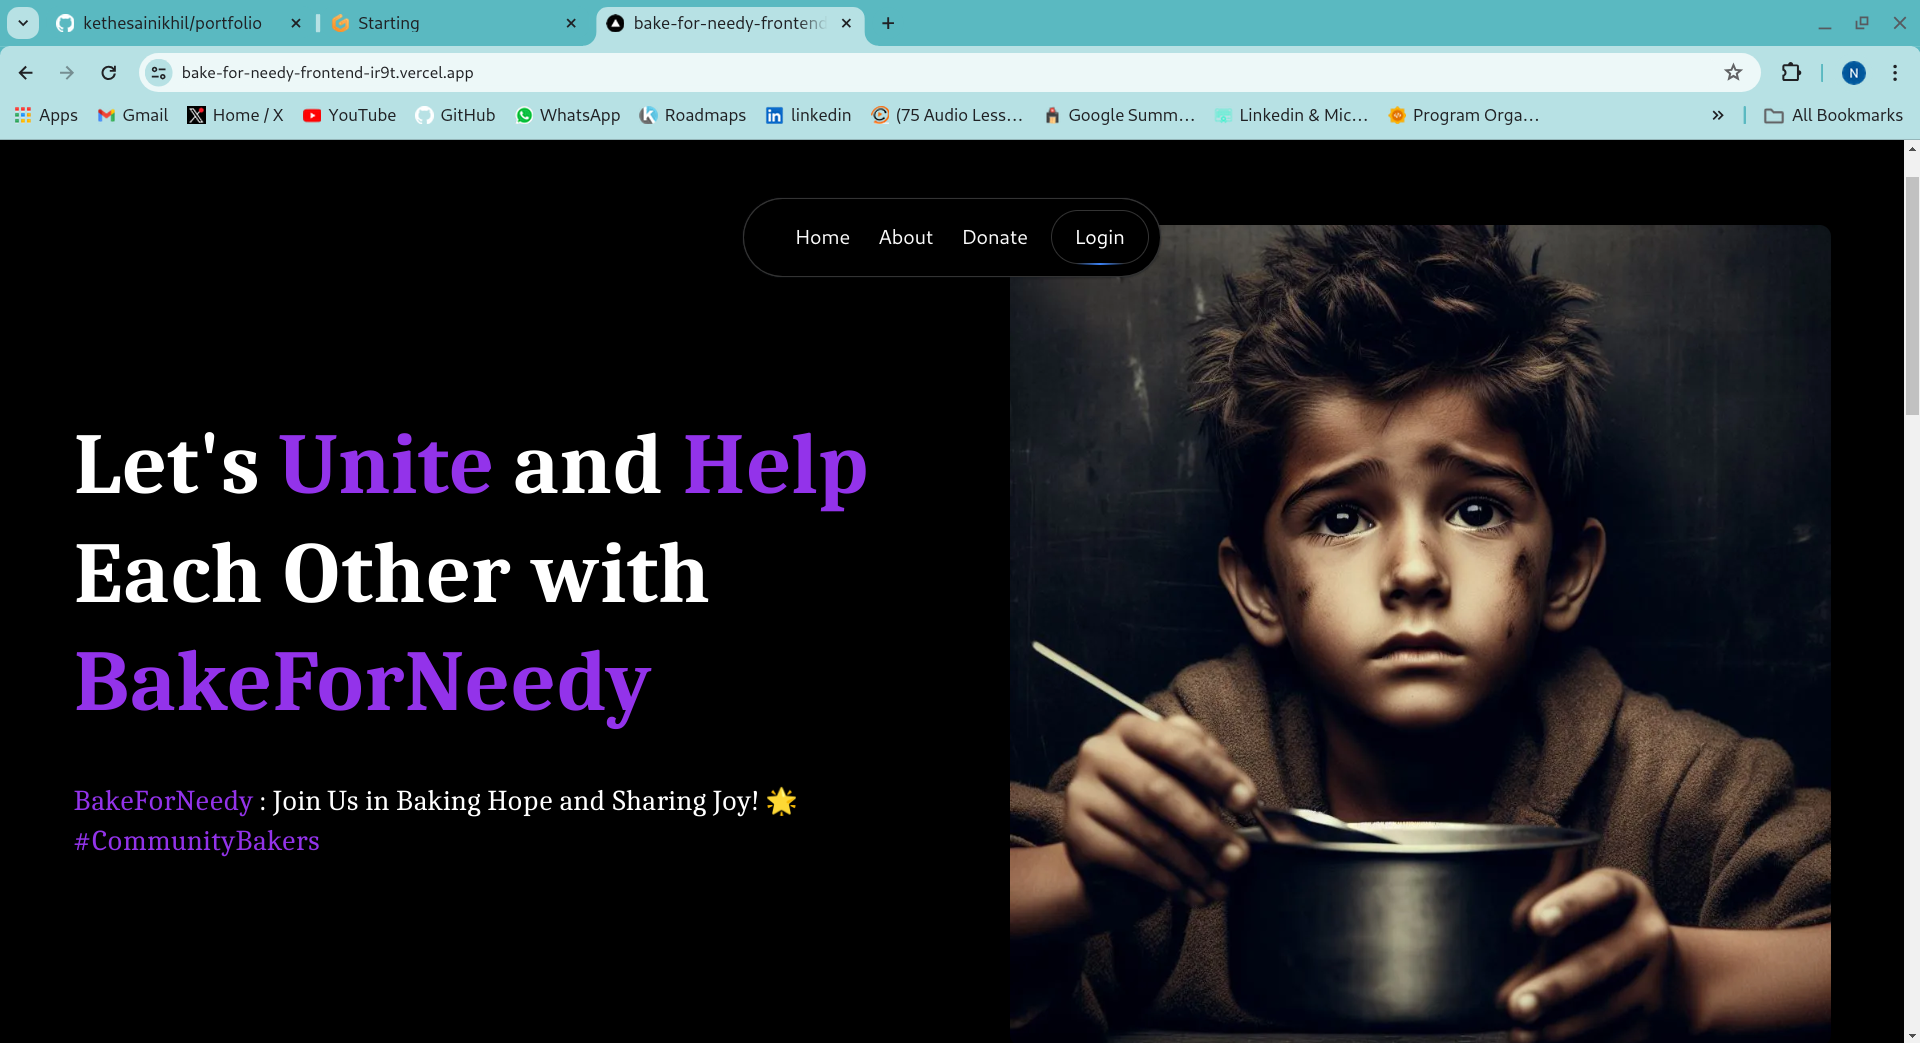 kethesainikhil/portfolio
Starting
bake-for-needy-frontend
bake-for-needy-frontend-ir9t.vercel.app
N
Apps
Gmail
Home / X
YouTube
GitHub
WhatsApp
Roadmaps
linkedin
(75 Audio Less...
Google Summ...
Linkedin & Mic...
Program Orga...
All Bookmarks
Home
About
Donate
Login
Let's Unite and Help
Each Other with
BakeForNeedy
BakeForNeedy : Join Us in Baking Hope and Sharing Joy! 🌟
#CommunityBakers